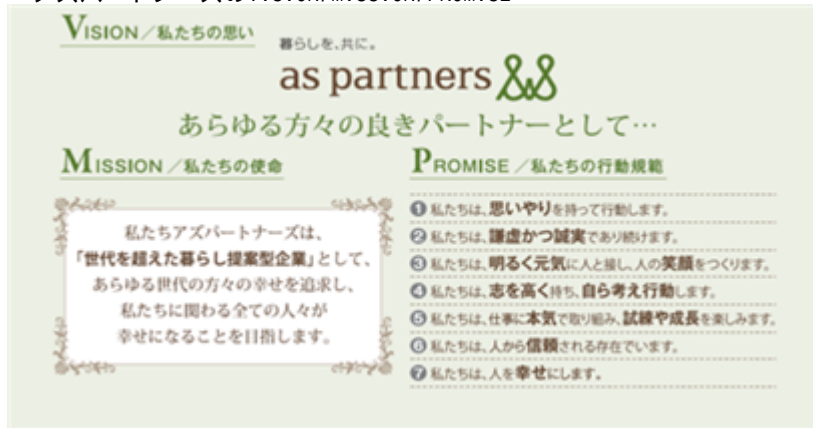 VISION／私たちの思い
暮らしを、共に。
as partners
あらゆる方々の良きパートナーとして…
MISSION／私たちの使命
私たちアズパートナーズは、
「世代を超えた暮らし提案型企業」として、
あらゆる世代の方々の幸せを追求し、
私たちに関わる全ての人々が
幸せになることを目指します。
PROMISE／私たちの行動規範
❶ 私たちは、思いやりを持って行動します。
❷ 私たちは、謙虚かつ誠実であり続けます。
❸ 私たちは、明るく元気に人と接し、人の笑顔をつくります。
❹ 私たちは、志を高く持ち、自ら考え行動します。
❺ 私たちは、仕事に本気で取り組み、試練や成長を楽しみます。
❻ 私たちは、人から信頼される存在でいます。
❼ 私たちは、人を幸せにします。